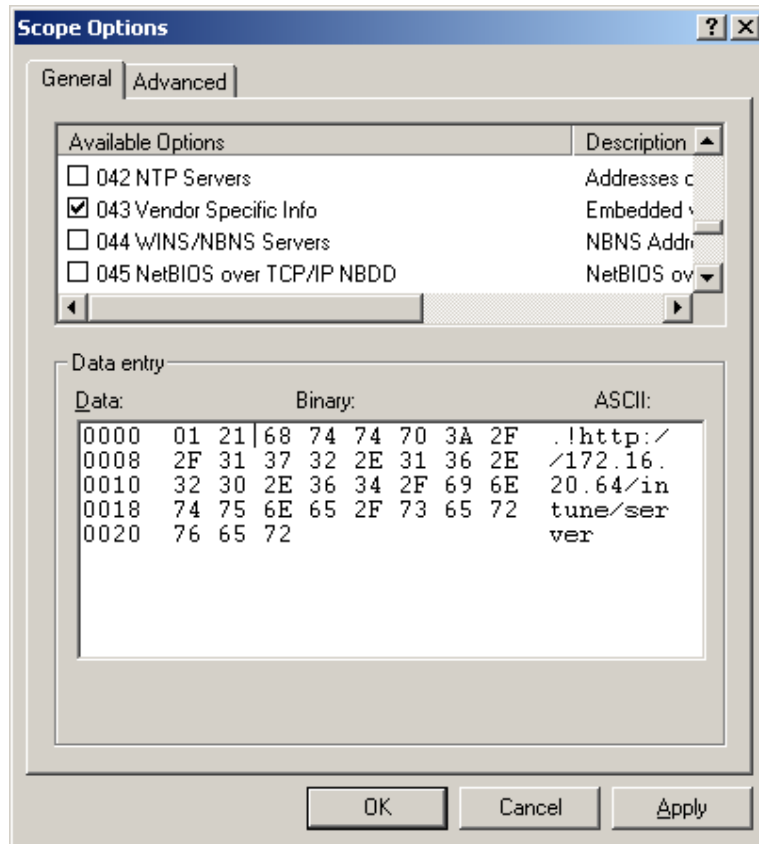 Scope Options
General Advanced
Available Options Description
042 NTP Servers Addresses
043 Vendor Specific Info Embedded
044 WINS/NBNS Servers NBNS
045 NetBIOS over TCP/IP NBDD NetBIOS
Data entry
Data: Binary: ASCII:
0000 01 21 68 74 74 70 3A 2F .!http:/
0008 2F 31 37 32 2E 31 36 2E /172.16.
0010 32 30 2E 36 34 2F 69 6E 20.64/in
0018 74 75 6E 65 2F 73 65 72 tune/ser
0020 76 65 72 ver
OK Cancel Apply